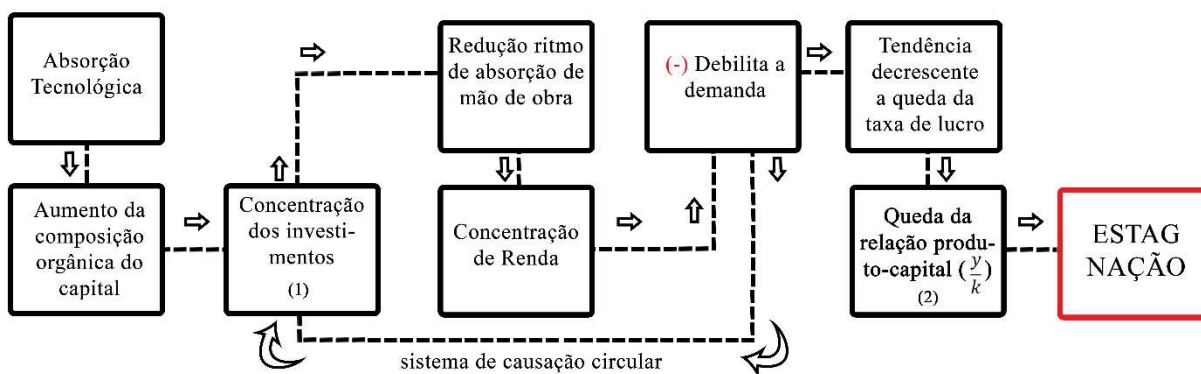 Absorção
Tecnológica
Aumento da
composição
orgânica do
capital
Concentração
dos investi-
mentos
(1)
Redução ritmo
de absorção de
mão de obra
Concentração
de Renda
(-) Debilita a
demanda
Tendência
decrescente
a queda da
taxa de lucro
Queda da
relação produ-
to-capital (y/k)
(2)
ESTAG
NAÇÃO
sistema de causação circular